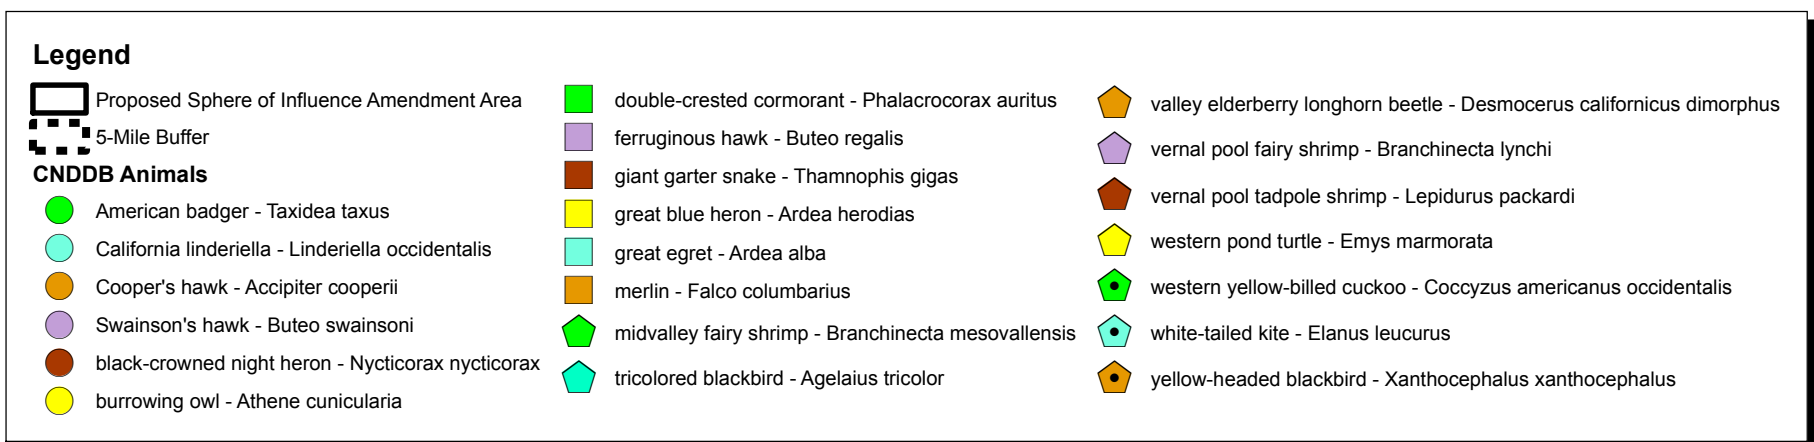 Legend
Proposed Sphere of Influence Amendment Area
5-Mile Buffer
CNDDB Animals
American badger - Taxidea taxus
California linderiella - Linderiella occidentalis
Cooper's hawk - Accipiter cooperii
Swainson's hawk - Buteo swainsoni
black-crowned night heron - Nycticorax nycticorax
burrowing owl - Athene cunicularia
double-crested cormorant - Phalacrocorax auritus
ferruginous hawk - Buteo regalis
giant garter snake - Thamnophis gigas
great blue heron - Ardea herodias
great egret - Ardea alba
merlin - Falco columbarius
midvalley fairy shrimp - Branchinecta mesovallensis
tricolored blackbird - Agelaius tricolor
valley elderberry longhorn beetle - Desmocerus californicus dimorphus
vernal pool fairy shrimp - Branchinecta lynchi
vernal pool tadpole shrimp - Lepidurus packardi
western pond turtle - Emys marmorata
western yellow-billed cuckoo - Coccyzus americanus occidentalis
white-tailed kite - Elanus leucurus
yellow-headed blackbird - Xanthocephalus xanthocephalus